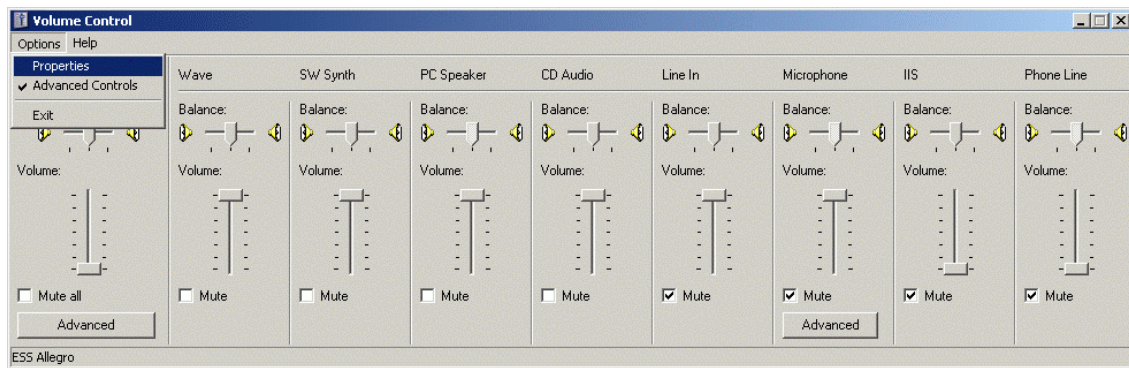 Volume Control
Options Help
Properties
Advanced Controls
Exit
Wave SW Synth PC Speaker CD Audio Line In Microphone IIS Phone Line
Balance: Balance: Balance: Balance: Balance: Balance: Balance: Balance:
Volume: Volume: Volume: Volume: Volume: Volume: Volume: Volume: Volume:
Mute all Mute Mute Mute Mute Mute Mute Mute Mute
Advanced Advanced
ESS Allegro